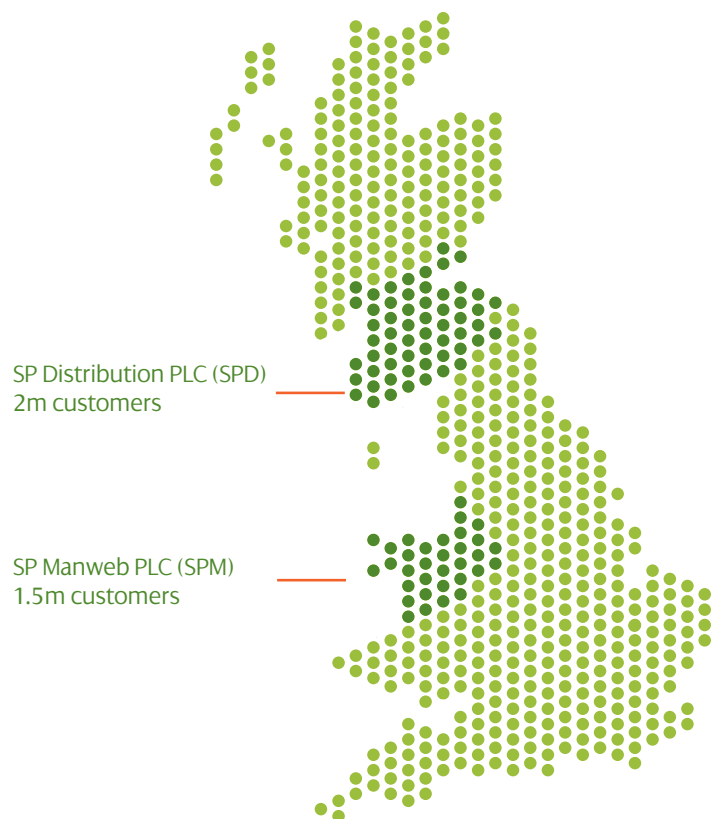 SP Distribution PLC (SPD)
2m customers
SP Manweb PLC (SPM)
1.5m customers